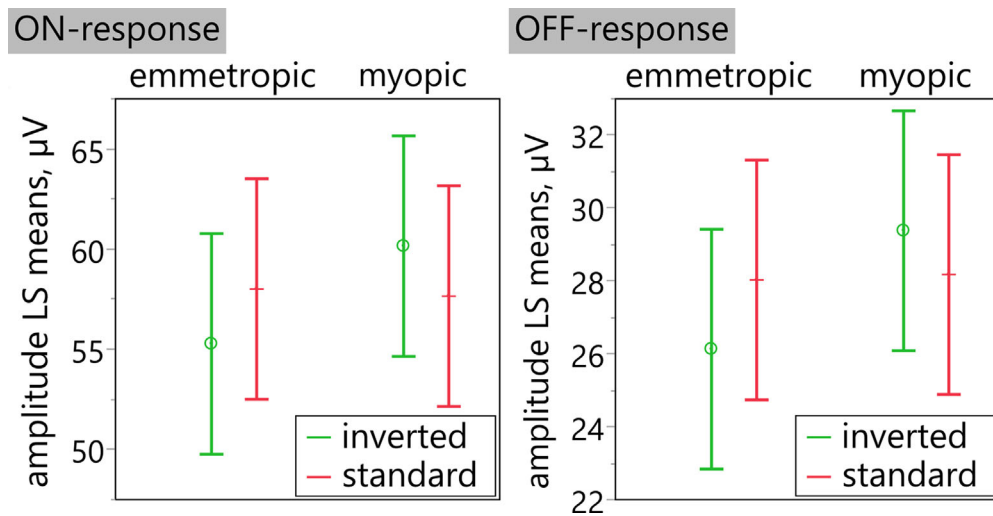 ON-response
emmetropic myopic
amplitude LS means, µV
65
60
55
50
inverted
standard
OFF-response
emmetropic myopic
amplitude LS means, µV
32
30
28
26
24
22
inverted
standard